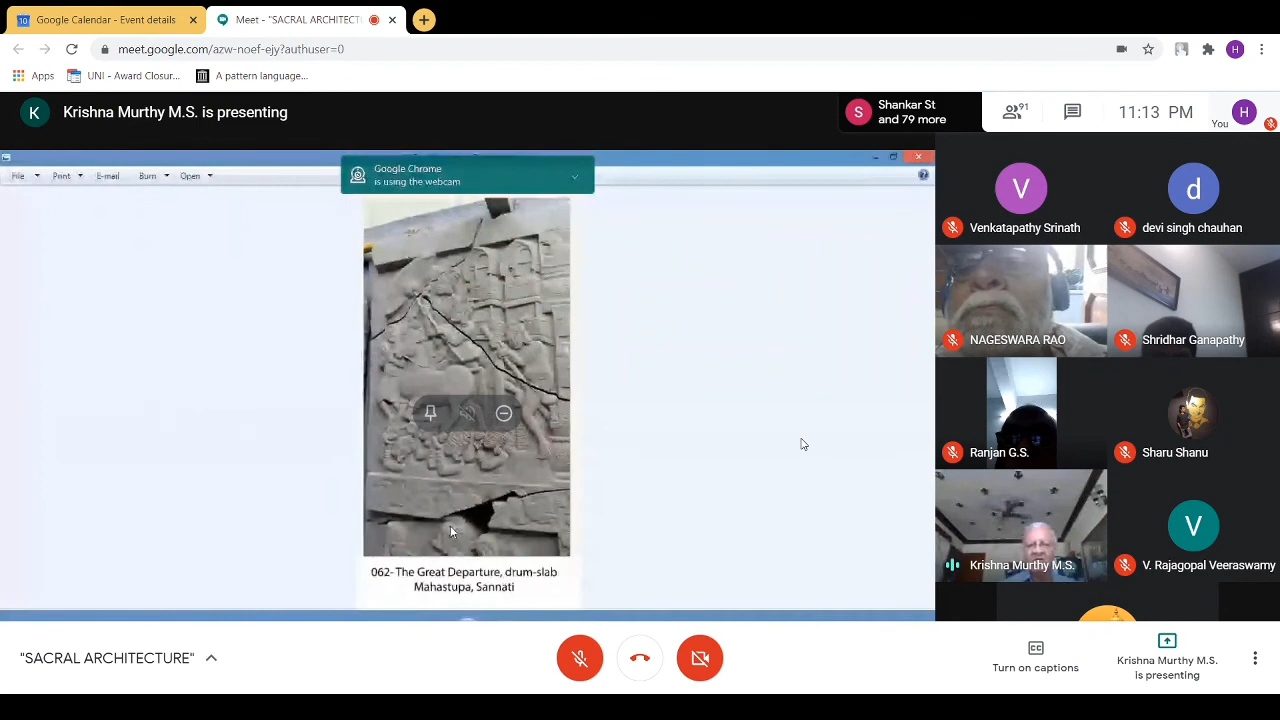 Google Calendar - Event details
Meet - "SACRAL ARCHITECTU
meet.google.com/azw-noef-ejy?authuser=0
H
Apps
UNI - Award Closur...
A pattern language...
K
Krishna Murthy M.S. is presenting
S
Shankar St
and 79 more
91
11:13 PM
You
H
File
Print
E-mail
Burn
Open
Google Chrome
is using the webcam
V
Venkatapathy Srinath
d
devi singh chauhan
NAGESWARA RAO
Shridhar Ganapathy
Ranjan G.S.
Sharu Shanu
Krishna Murthy M.S.
V
V. Rajagopal Veeraswamy
062- The Great Departure, drum-slab
Mahastupa, Sannati
"SACRAL ARCHITECTURE"
CC
Turn on captions
Krishna Murthy M.S.
is presenting